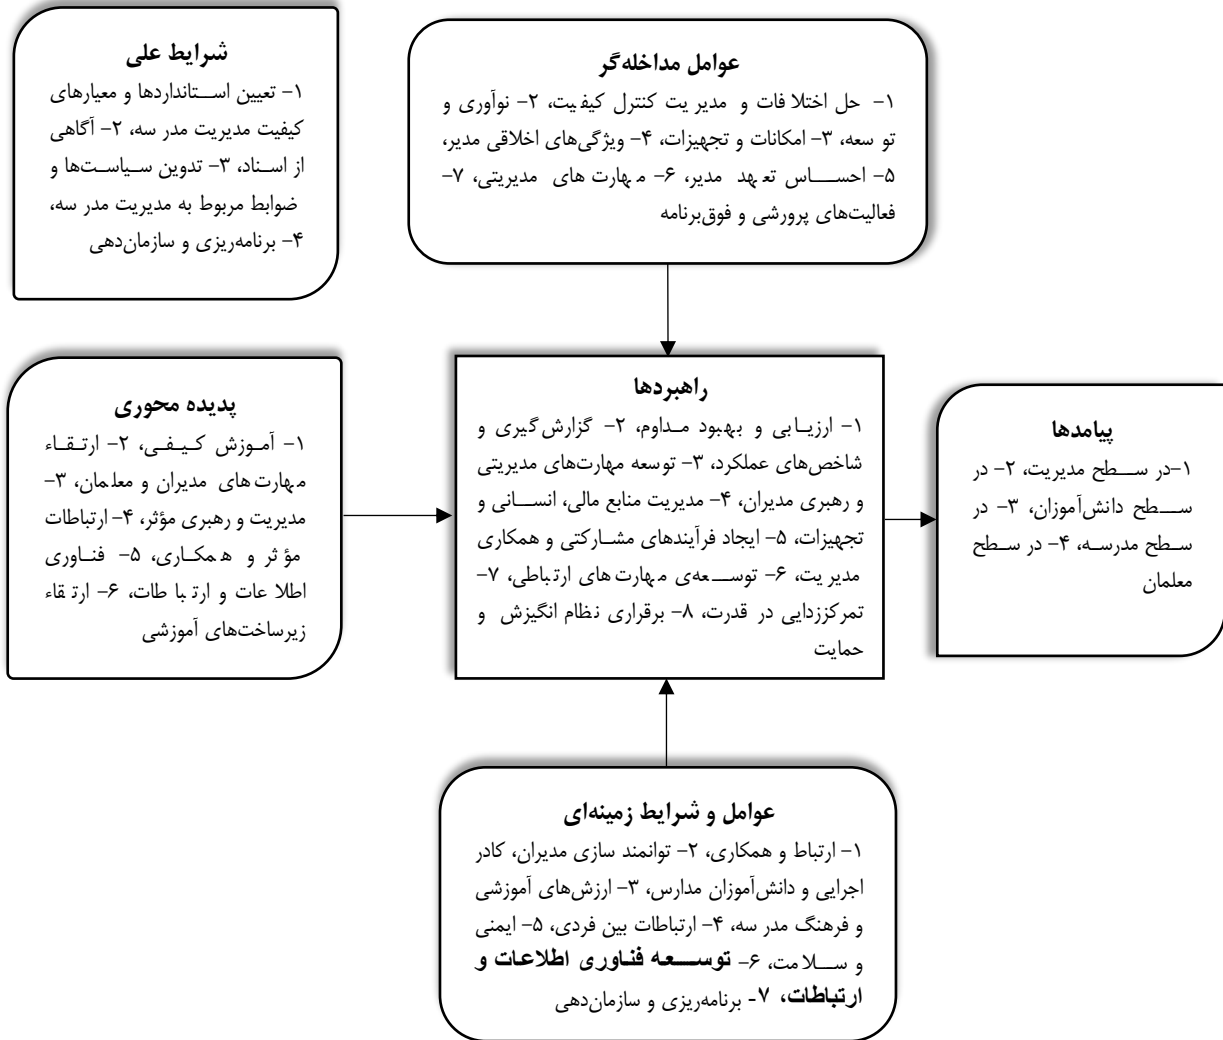 شرایط علی
۱- تعیین استانداردها و معیارهای
کیفیت مدیریت مدرسه، ۲- آگاهی
از اسناد، ۳- تدوین سیاست‌ها و
ضوابط مربوط به مدیریت مدرسه،
۴- برنامه‌ریزی و سازمان‌دهی
عوامل مداخله‌گر
۱- حل اختلافات و مدیریت کنترل کیفیت، ۲- نوآوری و
توسعه، ۳- امکانات و تجهیزات، ۴- ویژگی‌های اخلاقی مدیر،
۵- احساس تعهد مدیر، ۶- مهارت های مدیریتی، ۷-
فعالیت‌های پرورشی و فوق‌برنامه
پدیده محوری
۱- آموزش کیفی، ۲- ارتقاء
مهارت‌های مدیران و معلمان، ۳-
مدیریت و رهبری مؤثر، ۴- ارتباطات
مؤثر و همکاری، ۵- فناوری
اطلاعات و ارتباطات، ۶- ارتقاء
زیرساخت‌های آموزشی
راهبردها
۱- ارزیابی و بهبود مداوم، ۲- گزارش گیری و
شاخص‌های عملکرد، ۳- توسعه مهارت‌های مدیریتی
و رهبری مدیران، ۴- مدیریت منابع مالی، انسانی و
تجهیزات، ۵- ایجاد فرآیندهای مشارکتی و همکاری
مدیریت، ۶- توسعه‌ی مهارت های ارتباطی، ۷-
تمرکززدایی در قدرت، ۸- برقراری نظام انگیزش و
حمایت
پیامدها
۱-در سطح مدیریت، ۲- در
سطح دانش‌آموزان، ۳- در
سطح مدرسه، ۴- در سطح
معلمان
عوامل و شرایط زمینه‌ای
۱- ارتباط و همکاری، ۲- توانمند سازی مدیران، کادر
اجرایی و دانش‌آموزان مدارس، ۳- ارزش‌های آموزشی
و فرهنگ مدرسه، ۴- ارتباطات بین فردی، ۵- ایمنی
و سلامت، ۶- توسعه فناوری اطلاعات و
ارتباطات، ۷- برنامه‌ریزی و سازمان‌دهی